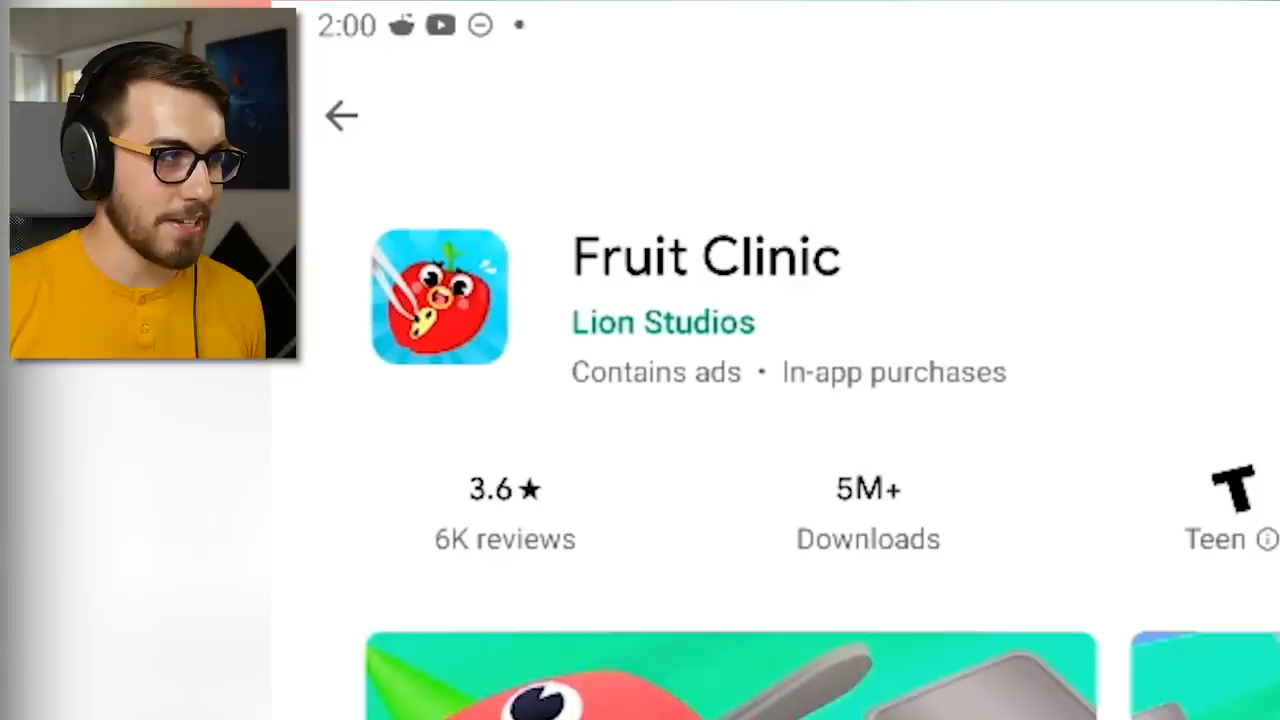 2:00
Fruit Clinic
Lion Studios
Contains ads • In-app purchases
3.6★
5M+
T
6K reviews
Downloads
Teen